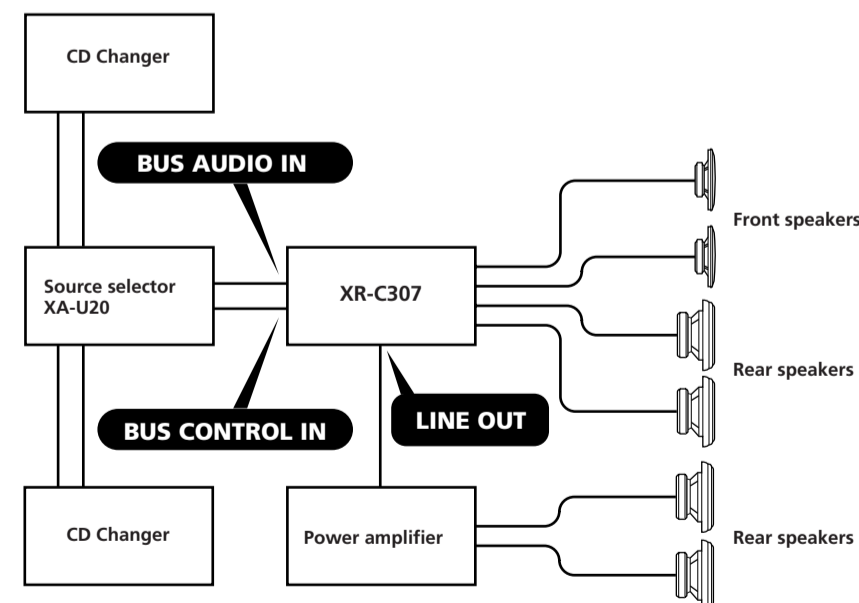 CD Changer
BUS AUDIO IN
Front speakers
Source selector
XA-U20
XR-C307
Rear speakers
BUS CONTROL IN
LINE OUT
CD Changer
Power amplifier
Rear speakers